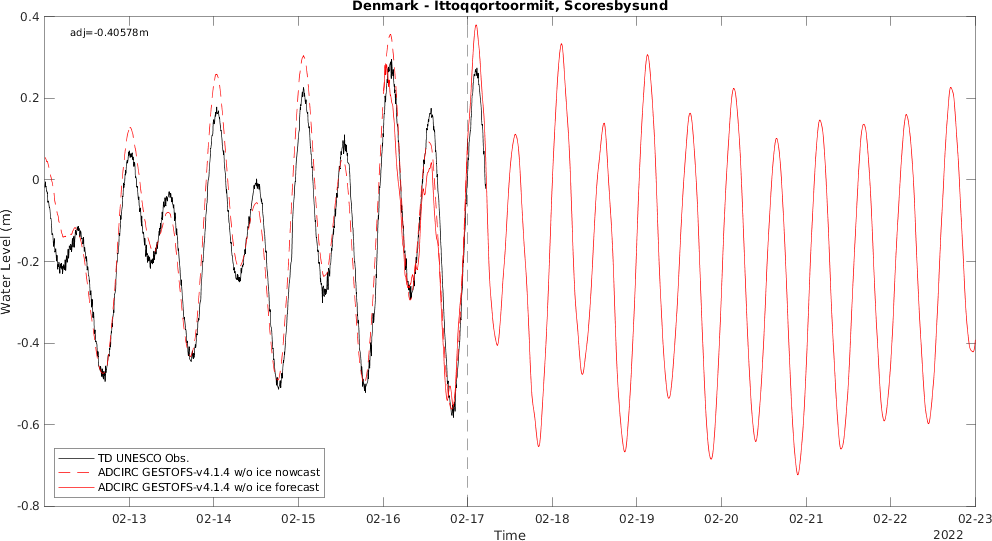 Denmark - Ittoqqortoormiit, Scoresbysund
adj=-0.40578m
0.4
0.2
0
-0.2
-0.4
-0.6
-0.8
Water Level (m)
TD UNESCO Obs.
ADCIRC GESTOFS-v4.1.4 w/o ice nowcast
ADCIRC GESTOFS-v4.1.4 w/o ice forecast
02-13 02-14 02-15 02-16 02-17 02-18 02-19 02-20 02-21 02-22 02-23
Time
2022